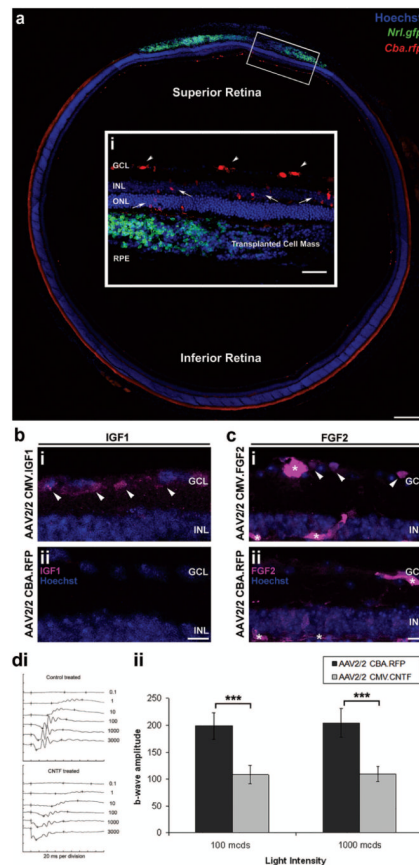 a
Hoechst
Nrl.gfp
Cba.rfp
Superior Retina
i
GCL
INL
ONL
Transplanted Cell Mass
RPE
Inferior Retina
b
IGF1
AAV2/2 CMV.IGF1
i
GCL
INL
AAV2/2 CBA.RFP
ii
IGF1
Hoechst
GCL
INL
c
FGF2
AAV2/2 CMV.FGF2
i
GCL
*
INL
* *
AAV2/2 CBA.RFP
ii
FGF2
Hoechst
GCL
*
INL
* *
di
Control treated
0.1
1
10
100
1000
3000
CNTF treated
0.1
1
10
100
1000
3000
20 ms per division
ii
AAV2/2 CBA.RFP
AAV2/2 CMV.CNTF
b-wave amplitude
250
200
150
100
50
0
***
***
100 mcds
1000 mcds
Light Intensity